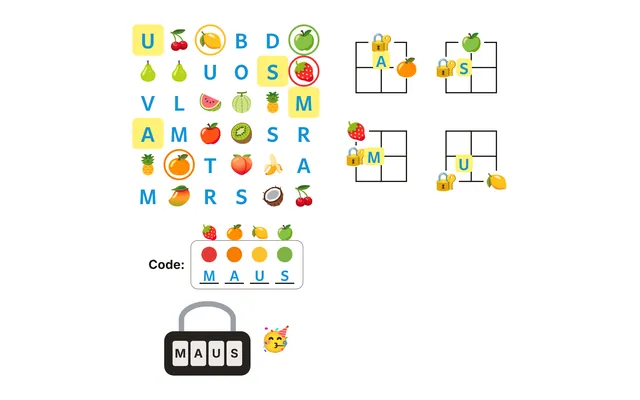 U B D
U O S
V L M
A M S R
T A
M R S
A
S
M
U
Code: M A U S
M A U S